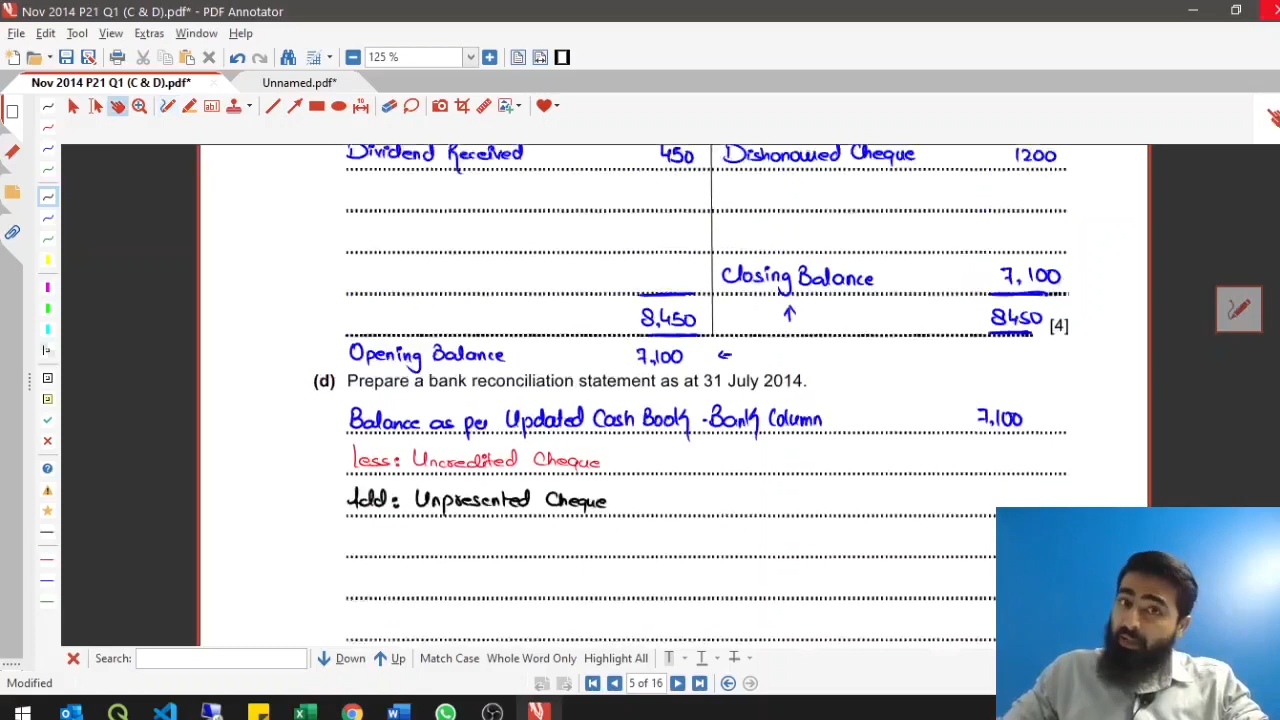 Nov 2014 P21 Q1 (C & D).pdf* - PDF Annotator
File Edit Tool View Extras Window Help
125 %
Nov 2014 P21 Q1 (C & D).pdf* Unnamed.pdf*
Dividend Received 450 Dishonoured Cheque 1200
Closing Balance 7,100
8,450 8450 [4]
Opening Balance 7,100
(d) Prepare a bank reconciliation statement as at 31 July 2014.
Balance as per Updated Cash Book - Bank Column 7,100
less: Uncredited Cheque
Add: Unpresented Cheque
Search: Down Up Match Case Whole Word Only Highlight All
Modified 5 of 16